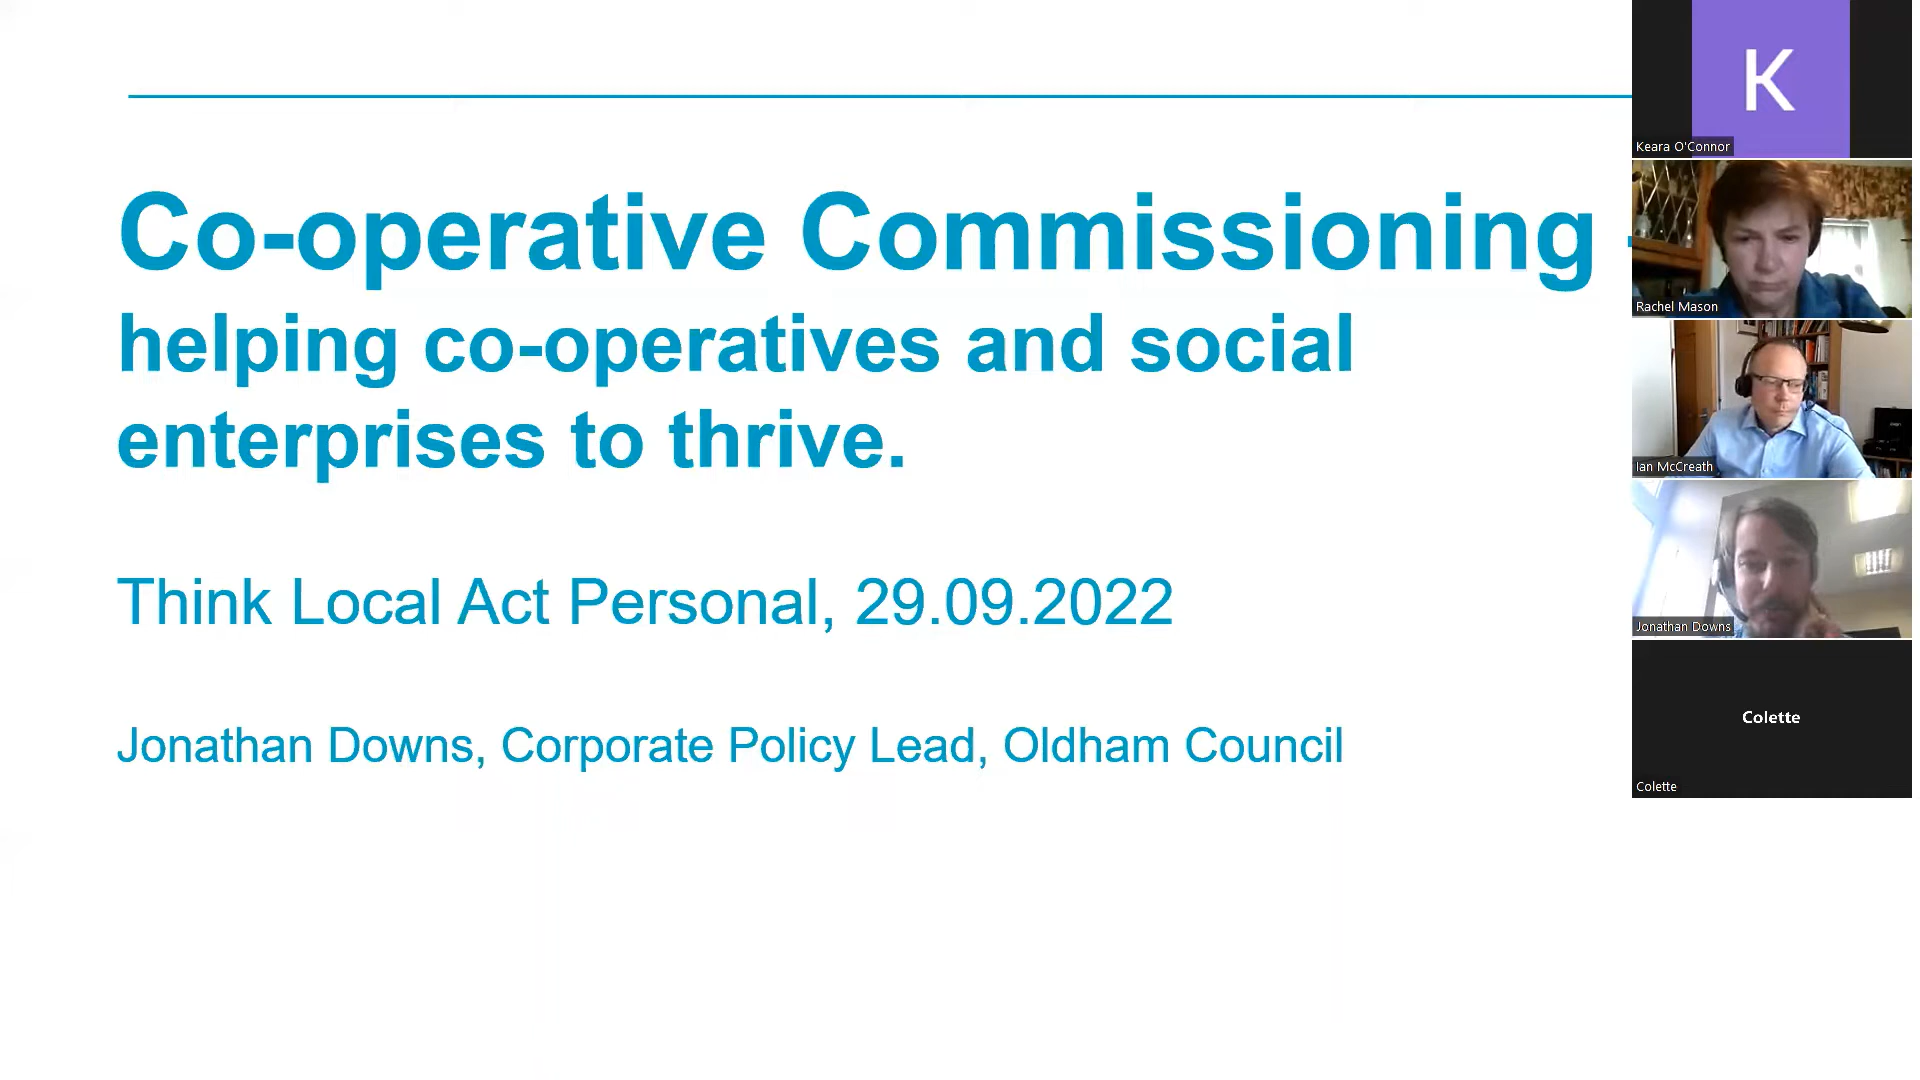 Co-operative Commissioning -
helping co-operatives and social
enterprises to thrive.
Think Local Act Personal, 29.09.2022
Jonathan Downs, Corporate Policy Lead, Oldham Council
K
Keara O'Connor
Rachel Mason
Ian McCreath
Jonathan Downs
Colette
Colette